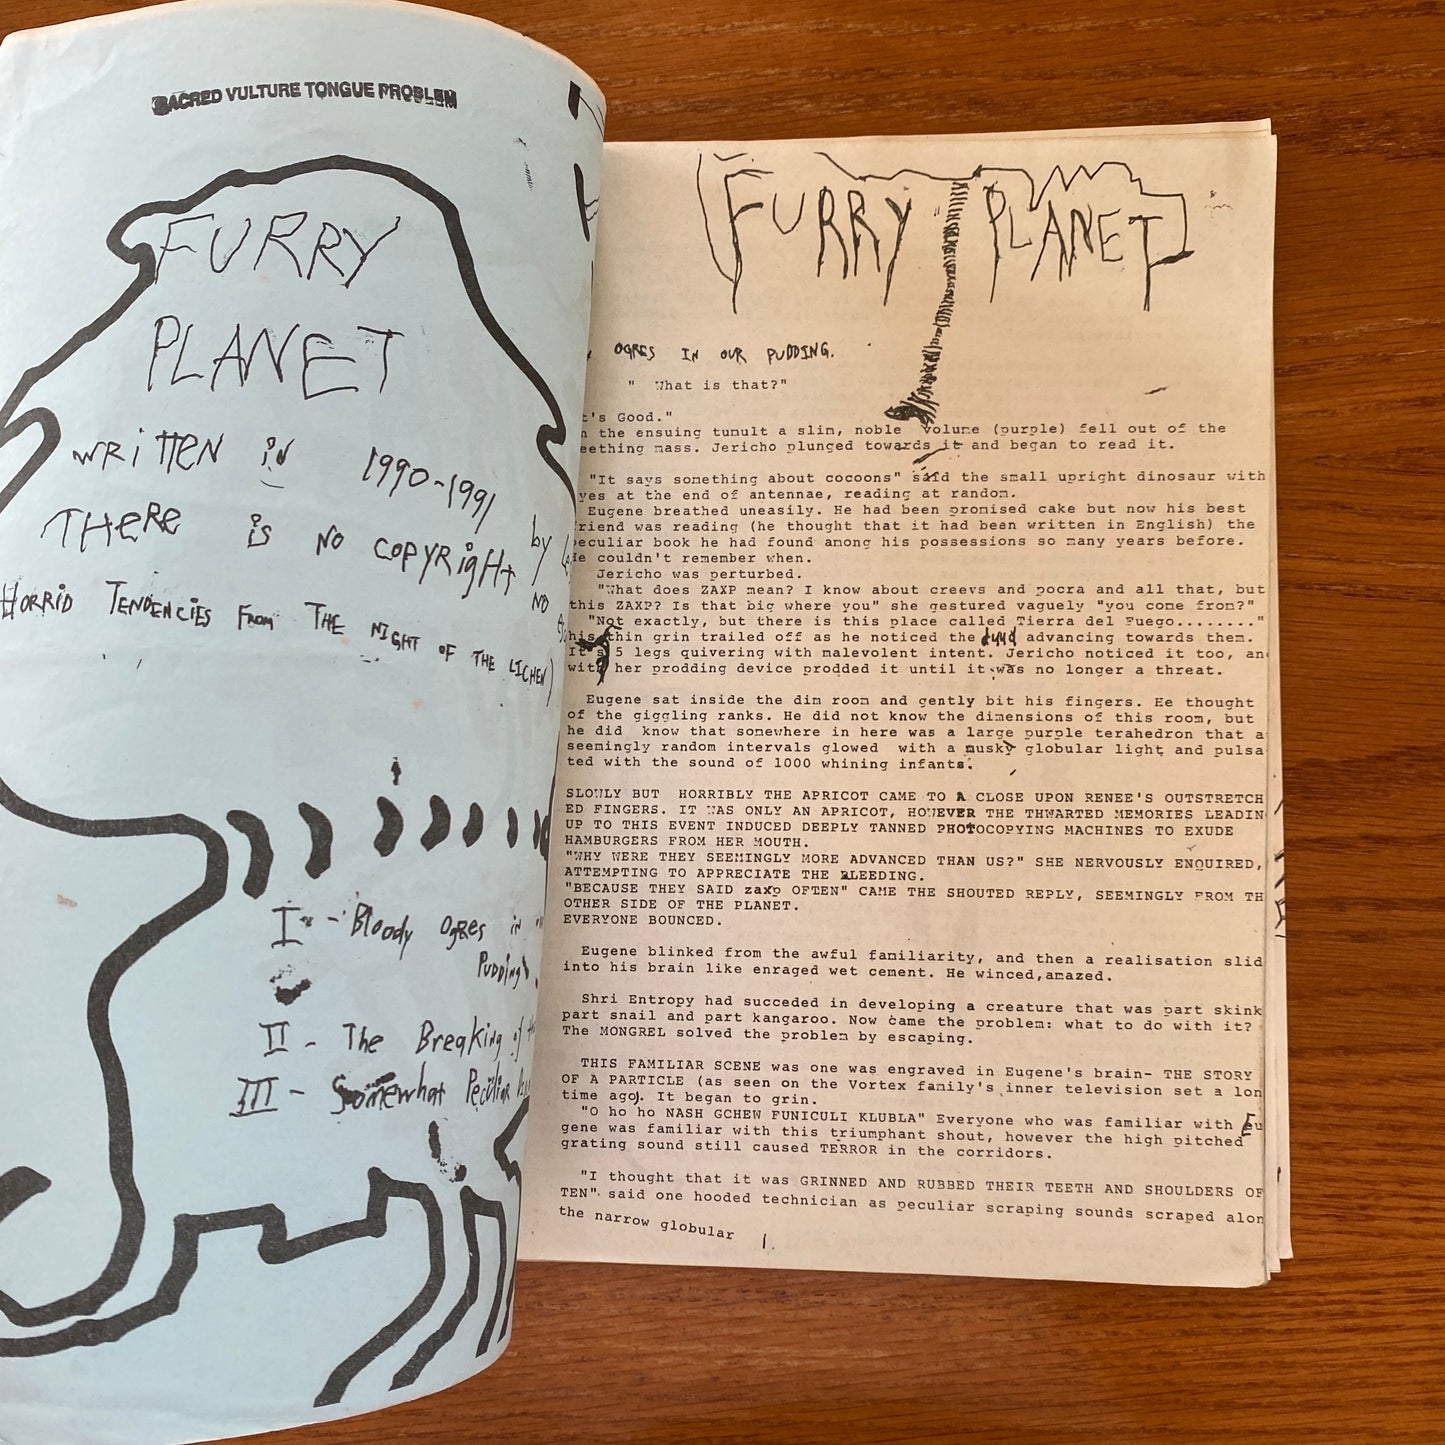 SACRED VULTURE TONGUE PROBLEM
FURRY
PLANET
WRiTTEN iN 1990-1991
THeRe iS NO COPYRigHt by
HORRiD TENDENCiES FROM THE NIGHT OF THE LICHEN) NO
I - Bloody OgRES in
PUDDiNg
II - The Breaking of
III - Somewhat Peculiar
FURRY PLANET
OGRES IN OUR PUDDING.
" What is that?"
t's Good."
n the ensuing tumult a slim, noble volume (purple) fell out of the
eething mass. Jericho plunged towards it and began to read it.
"It says something about cocoons" said the small upright dinosaur with
yes at the end of antennae, reading at random.
Eugene breathed uneasily. He had been promised cake but now his best
friend was reading (he thought that it had been written in English) the
peculiar book he had found among his possessions so many years before.
He couldn't remember when.
Jericho was perturbed.
"What does ZAXP mean? I know about creevs and pocra and all that, but
this ZAXP? Is that big where you" she gestured vaguely "you come from?"
"Not exactly, but there is this place called Tierra del Fuego........"
his thin grin trailed off as he noticed the advancing towards them.
It's 5 legs quivering with malevolent intent. Jericho noticed it too, an
with her prodding device prodded it until it was no longer a threat.
Eugene sat inside the dim room and gently bit his fingers. He thought
of the giggling ranks. He did not know the dimensions of this room, but
he did know that somewhere in here was a large purple terahedron that a
seemingly random intervals glowed with a musky globular light and pulsa
ted with the sound of 1000 whining infants.
SLOWLY BUT HORRIBLY THE APRICOT CAME TO A CLOSE UPON RENEE'S OUTSTRETCH
ED FINGERS. IT WAS ONLY AN APRICOT, HOWEVER THE THWARTED MEMORIES LEADIN
UP TO THIS EVENT INDUCED DEEPLY TANNED PHOTOCOPYING MACHINES TO EXUDE
HAMBURGERS FROM HER MOUTH.
"WHY WERE THEY SEEMINGLY MORE ADVANCED THAN US?" SHE NERVOUSLY ENQUIRED,
ATTEMPTING TO APPRECIATE THE BLEEDING.
"BECAUSE THEY SAID zaxp OFTEN" CAME THE SHOUTED REPLY, SEEMINGLY FROM TH
OTHER SIDE OF THE PLANET.
EVERYONE BOUNCED.
Eugene blinked from the awful familiarity, and then a realisation slid
into his brain like enraged wet cement. He winced,amazed.
Shri Entropy had succeded in developing a creature that was part skink
part snail and part kangaroo. Now came the problem: what to do with it?
The MONGREL solved the problem by escaping.
THIS FAMILIAR SCENE was one was engraved in Eugene's brain- THE STORY
OF A PARTICLE (as seen on the Vortex family's inner television set a lon
time ago). It began to grin.
"O ho ho NASH GCHEW FUNICULI KLUBLA" Everyone who was familiar with Eu
gene was familiar with this triumphant shout, however the high pitched
grating sound still caused TERROR in the corridors.
"I thought that it was GRINNED AND RUBBED THEIR TEETH AND SHOULDERS OF
TEN" said one hooded technician as peculiar scraping sounds scraped alon
the narrow globular
1.